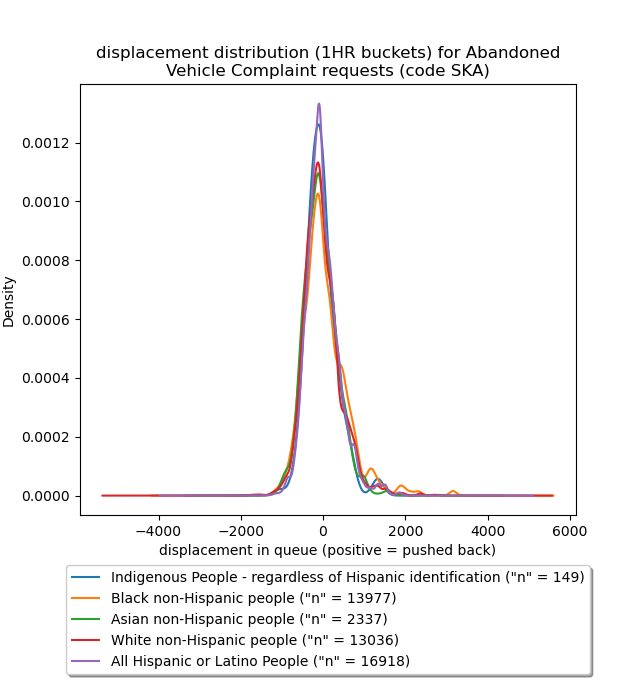 displacement distribution (1HR buckets) for Abandoned
Vehicle Complaint requests (code SKA)
Density
0.0012
0.0010
0.0008
0.0006
0.0004
0.0002
0.0000
−4000 −2000 0 2000 4000 6000
displacement in queue (positive = pushed back)
Indigenous People - regardless of Hispanic identification ("n" = 149)
Black non-Hispanic people ("n" = 13977)
Asian non-Hispanic people ("n" = 2337)
White non-Hispanic people ("n" = 13036)
All Hispanic or Latino People ("n" = 16918)